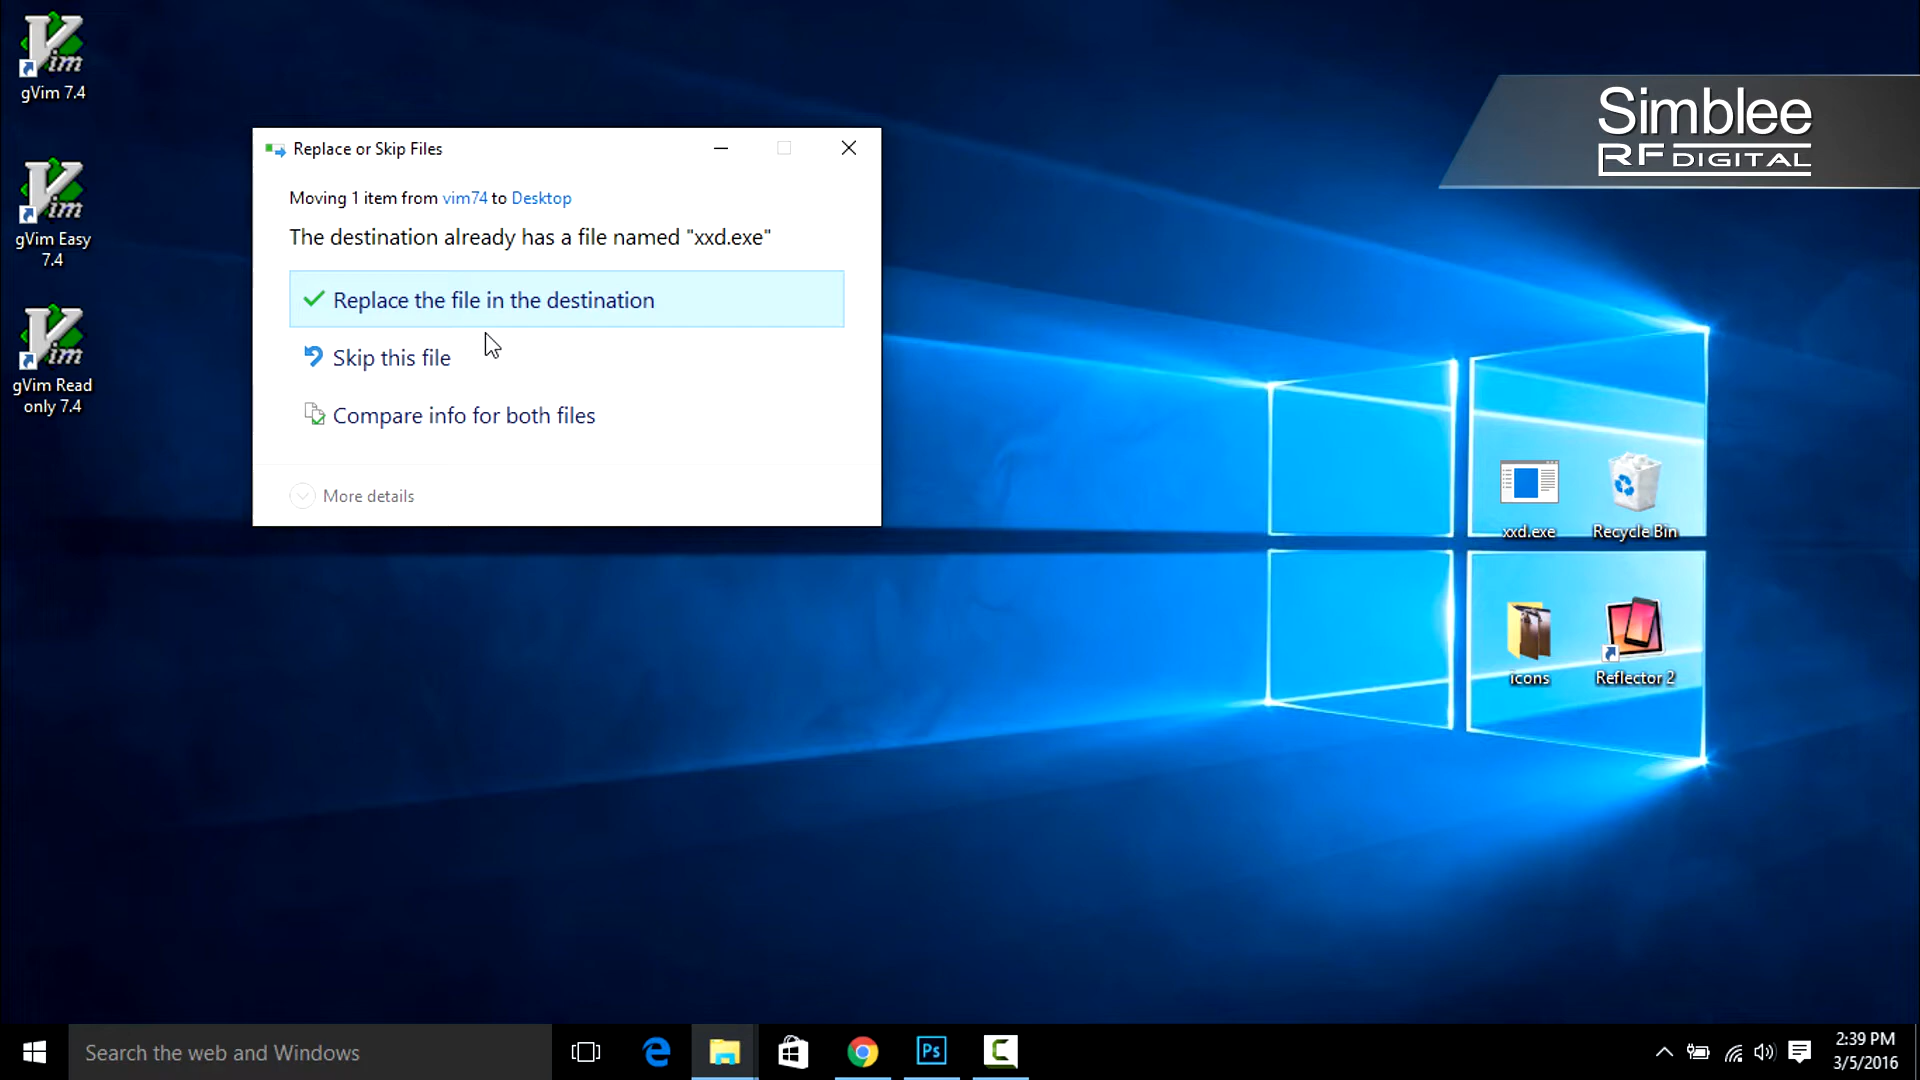 gVim 7.4
gVim Easy
7.4
gVim Read
only 7.4
Replace or Skip Files
Moving 1 item from vim74 to Desktop
The destination already has a file named "xxd.exe"
Replace the file in the destination
Skip this file
Compare info for both files
More details
Simblee
RF DIGITAL
xxd.exe
Recycle Bin
icons
Reflector 2
Search the web and Windows
Ps
2:39 PM
3/5/2016